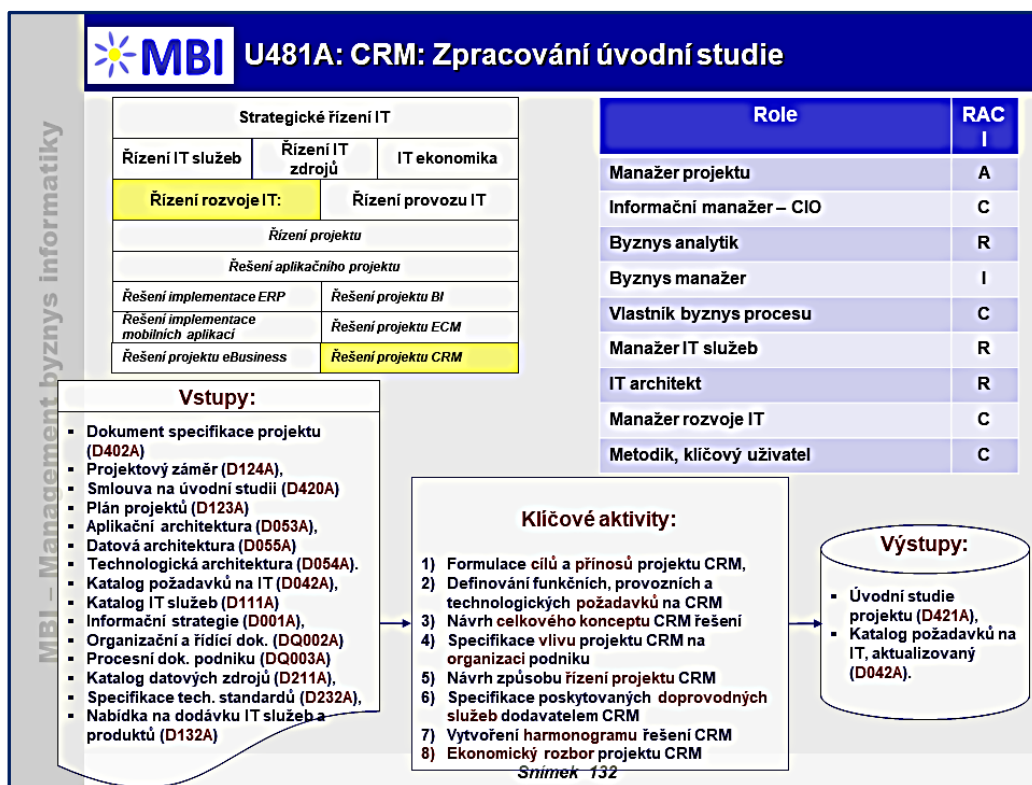 MBI
U481A: CRM: Zpracování úvodní studie
MBI – Management byznys informatiky
Strategické řízení IT
Řízení IT služeb
Řízení IT
zdrojů
IT ekonomika
Řízení rozvoje IT:
Řízení provozu IT
Řízení projektu
Řešení aplikačního projektu
Řešení implementace ERP
Řešení projektu BI
Řešení implementace
mobilních aplikací
Řešení projektu ECM
Řešení projektu eBusiness
Řešení projektu CRM
Role
RAC
I
Manažer projektu A
Informační manažer – CIO C
Byznys analytik R
Byznys manažer I
Vlastník byznys procesu C
Manažer IT služeb R
IT architekt R
Manažer rozvoje IT C
Metodik, klíčový uživatel C
Vstupy:
▪ Dokument specifikace projektu
(D402A)
▪ Projektový záměr (D124A),
▪ Smlouva na úvodní studii (D420A)
▪ Plán projektů (D123A)
▪ Aplikační architektura (D053A),
▪ Datová architektura (D055A)
▪ Technologická architektura (D054A).
▪ Katalog požadavků na IT (D042A),
▪ Katalog IT služeb (D111A)
▪ Informační strategie (D001A),
▪ Organizační a řídící dok. (DQ002A)
▪ Procesní dok. podniku (DQ003A)
▪ Katalog datových zdrojů (D211A),
▪ Specifikace tech. standardů (D232A),
▪ Nabídka na dodávku IT služeb a
produktů (D132A)
Klíčové aktivity:
1) Formulace cílů a přínosů projektu CRM,
2) Definování funkčních, provozních a
technologických požadavků na CRM
3) Návrh celkového konceptu CRM řešení
4) Specifikace vlivu projektu CRM na
organizaci podniku
5) Návrh způsobu řízení projektu CRM
6) Specifikace poskytovaných doprovodných
služeb dodavatelem CRM
7) Vytvoření harmonogramu řešení CRM
8) Ekonomický rozbor projektu CRM
Výstupy:
▪ Úvodní studie
projektu (D421A)
▪ Katalog požadavků na
IT, aktualizovaný
(D042A).
Snímek 132